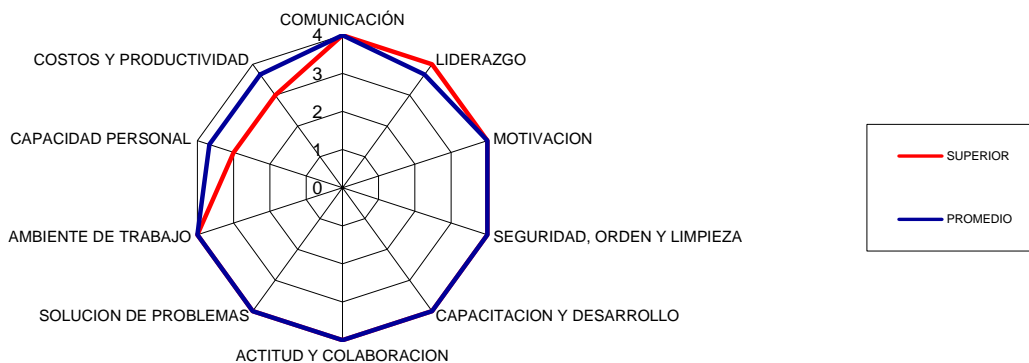 COMUNICACIÓN
4
COSTOS Y PRODUCTIVIDAD
LIDERAZGO
3
2
CAPACIDAD PERSONAL
MOTIVACION
1
SUPERIOR
0
PROMEDIO
AMBIENTE DE TRABAJO
SEGURIDAD, ORDEN Y LIMPIEZA
SOLUCION DE PROBLEMAS
CAPACITACION Y DESARROLLO
ACTITUD Y COLABORACION